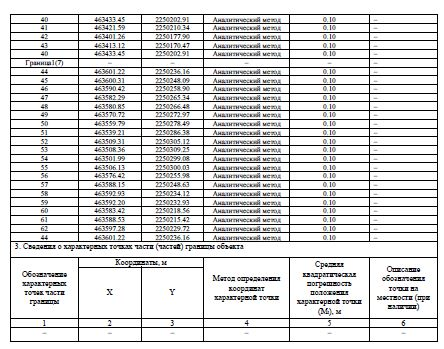 40 463433.45 2250202.91 Аналитический метод 0.10 –
41 463421.59 2250210.34 Аналитический метод 0.10 –
42 463401.26 2250177.90 Аналитический метод 0.10 –
43 463413.12 2250170.47 Аналитический метод 0.10 –
40 463433.45 2250202.91 Аналитический метод 0.10 –
Граница1(7) – – – – –
44 463601.22 2250236.16 Аналитический метод 0.10 –
45 463600.31 2250248.09 Аналитический метод 0.10 –
46 463590.42 2250258.90 Аналитический метод 0.10 –
47 463582.29 2250265.34 Аналитический метод 0.10 –
48 463580.85 2250266.48 Аналитический метод 0.10 –
49 463570.72 2250272.97 Аналитический метод 0.10 –
50 463559.79 2250278.49 Аналитический метод 0.10 –
51 463539.21 2250286.38 Аналитический метод 0.10 –
52 463509.31 2250305.12 Аналитический метод 0.10 –
53 463508.36 2250309.25 Аналитический метод 0.10 –
54 463501.99 2250299.08 Аналитический метод 0.10 –
55 463506.13 2250300.03 Аналитический метод 0.10 –
56 463576.42 2250255.98 Аналитический метод 0.10 –
57 463588.15 2250248.63 Аналитический метод 0.10 –
58 463592.93 2250234.12 Аналитический метод 0.10 –
59 463592.20 2250232.93 Аналитический метод 0.10 –
60 463583.42 2250218.56 Аналитический метод 0.10 –
61 463588.53 2250215.42 Аналитический метод 0.10 –
62 463597.28 2250229.72 Аналитический метод 0.10 –
44 463601.22 2250236.16 Аналитический метод 0.10 –
3. Сведения о характерных точках части (частей) границы объекта
Обозначение
характерных
точек части
границы
Координаты, м
X Y
Метод определения
координат
характерной точки
Средняя
квадратическая
погрешность
положения
характерной точки
(Mt), м
Описание
обозначения
точки на
местности (при
наличии)
1 2 3 4 5 6
– – – – – –